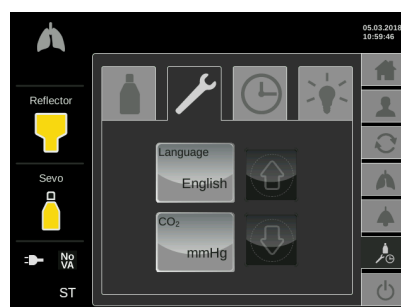 05.03.2018
10:59:46
Reflector
Sevo
No
VA
ST
Language
English
CO₂
mmHg